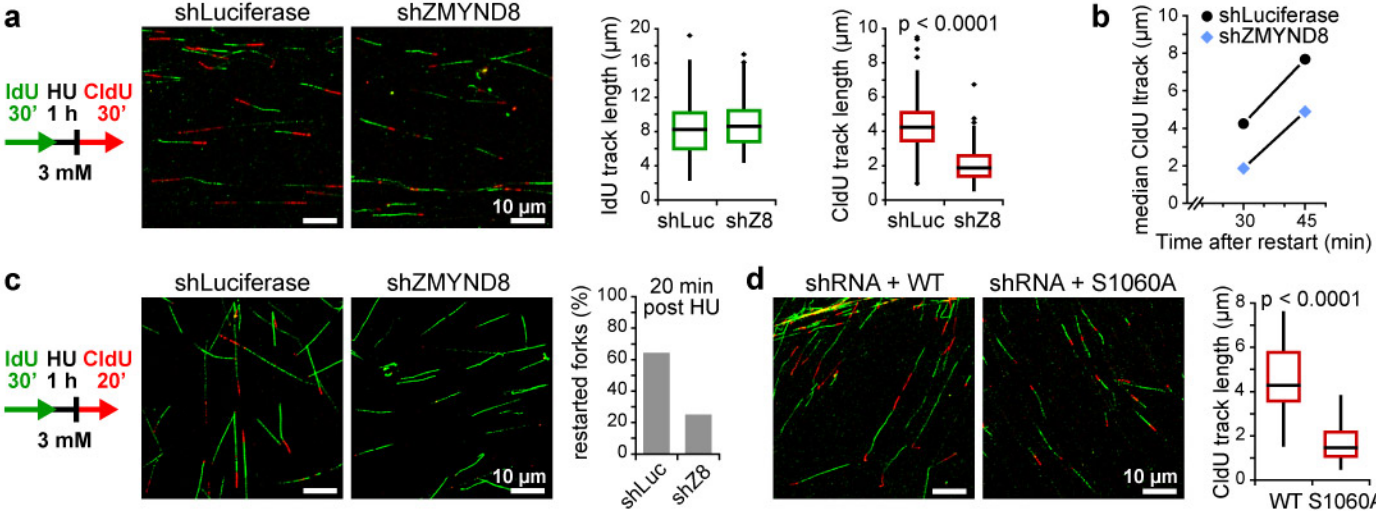 a
shLuciferase
shZMYND8
IdU HU CldU
30' 1 h 30'
3 mM
10 µm
IdU track length (µm)
20
16
12
8
4
0
shLuc shZ8
CldU track length (µm)
p < 0.0001
10
8
6
4
2
0
shLuc shZ8
b
shLuciferase
shZMYND8
median CldU ltrack (µm)
10
8
6
4
2
0
30 45
Time after restart (min)
c
shLuciferase
shZMYND8
IdU HU CldU
30' 1 h 20'
3 mM
10 µm
restarted forks (%)
20 min
post HU
100
80
60
40
20
0
shLuc
shZ8
d
shRNA + WT
shRNA + S1060A
10 µm
CldU track length (µm)
p < 0.0001
8
6
4
2
0
WT S1060A